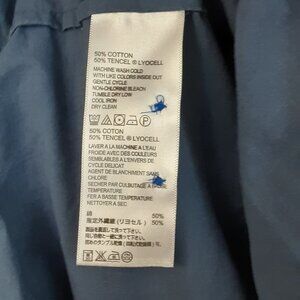 50% COTTON
50% TENCEL ® LYOCELL
MACHINE WASH COLD
WITH LIKE COLORS INSIDE OUT
GENTLE CYCLE
NON-CHLORINE BLEACH
TUMBLE DRY LOW
COOL IRON
DRY CLEAN
50% COTON
50% TENCEL ® LYOCELL
LAVER A LA MACHINE A L'EAU
FROIDE AVEC DES COULEURS
SEMBLABLES A L'ENVERS DE
CYCLE DELICAT
AGENT DE BLANCHIMENT SANS
CHLORE
SECHER PAR CULBUTAGE A
TEMPERATURE
FER A BASSE TEMPERATURE
NETTOYER A SEC
綿 50%
指定外繊維 (リヨセル) 50%